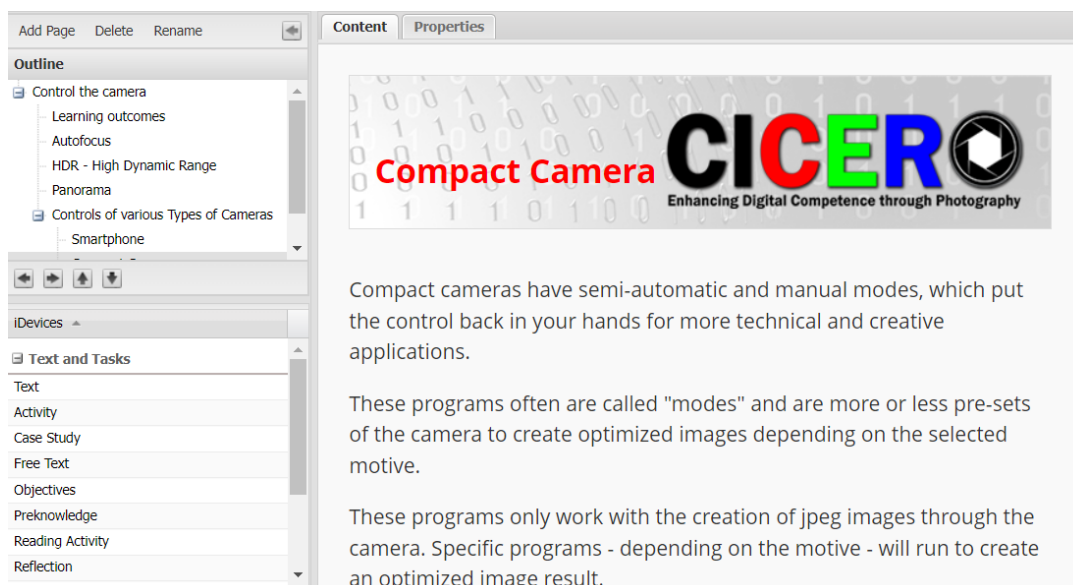 Add Page Delete Rename
Outline
Control the camera
Learning outcomes
Autofocus
HDR - High Dynamic Range
Panorama
Controls of various Types of Cameras
Smartphone
iDevices
Text and Tasks
Text
Activity
Case Study
Free Text
Objectives
Preknowledge
Reading Activity
Reflection
Content Properties
Compact Camera
CICERO
Enhancing Digital Competence through Photography
Compact cameras have semi-automatic and manual modes, which put
the control back in your hands for more technical and creative
applications.
These programs often are called "modes" and are more or less pre-sets
of the camera to create optimized images depending on the selected
motive.
These programs only work with the creation of jpeg images through the
camera. Specific programs - depending on the motive - will run to create
an optimized image result.